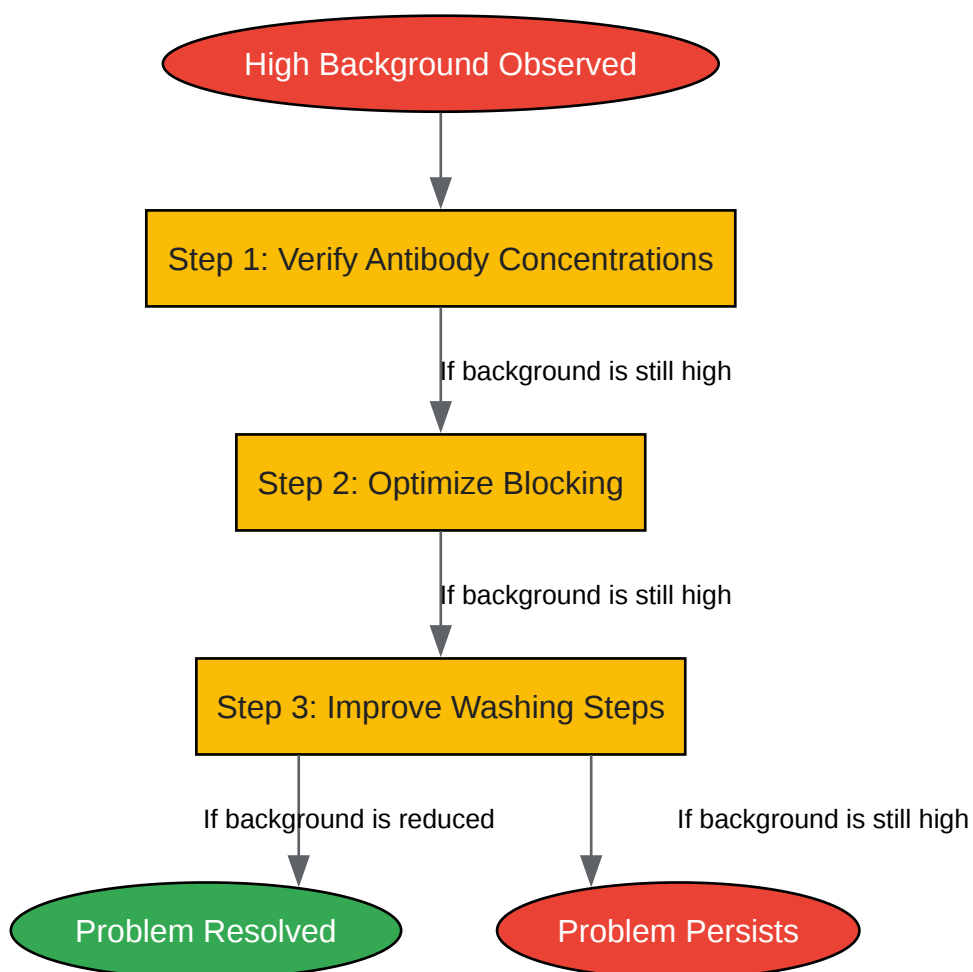 High Background Observed
Step 1: Verify Antibody Concentrations
If background is still high
Step 2: Optimize Blocking
If background is still high
Step 3: Improve Washing Steps
If background is reduced
If background is still high
Problem Resolved
Problem Persists